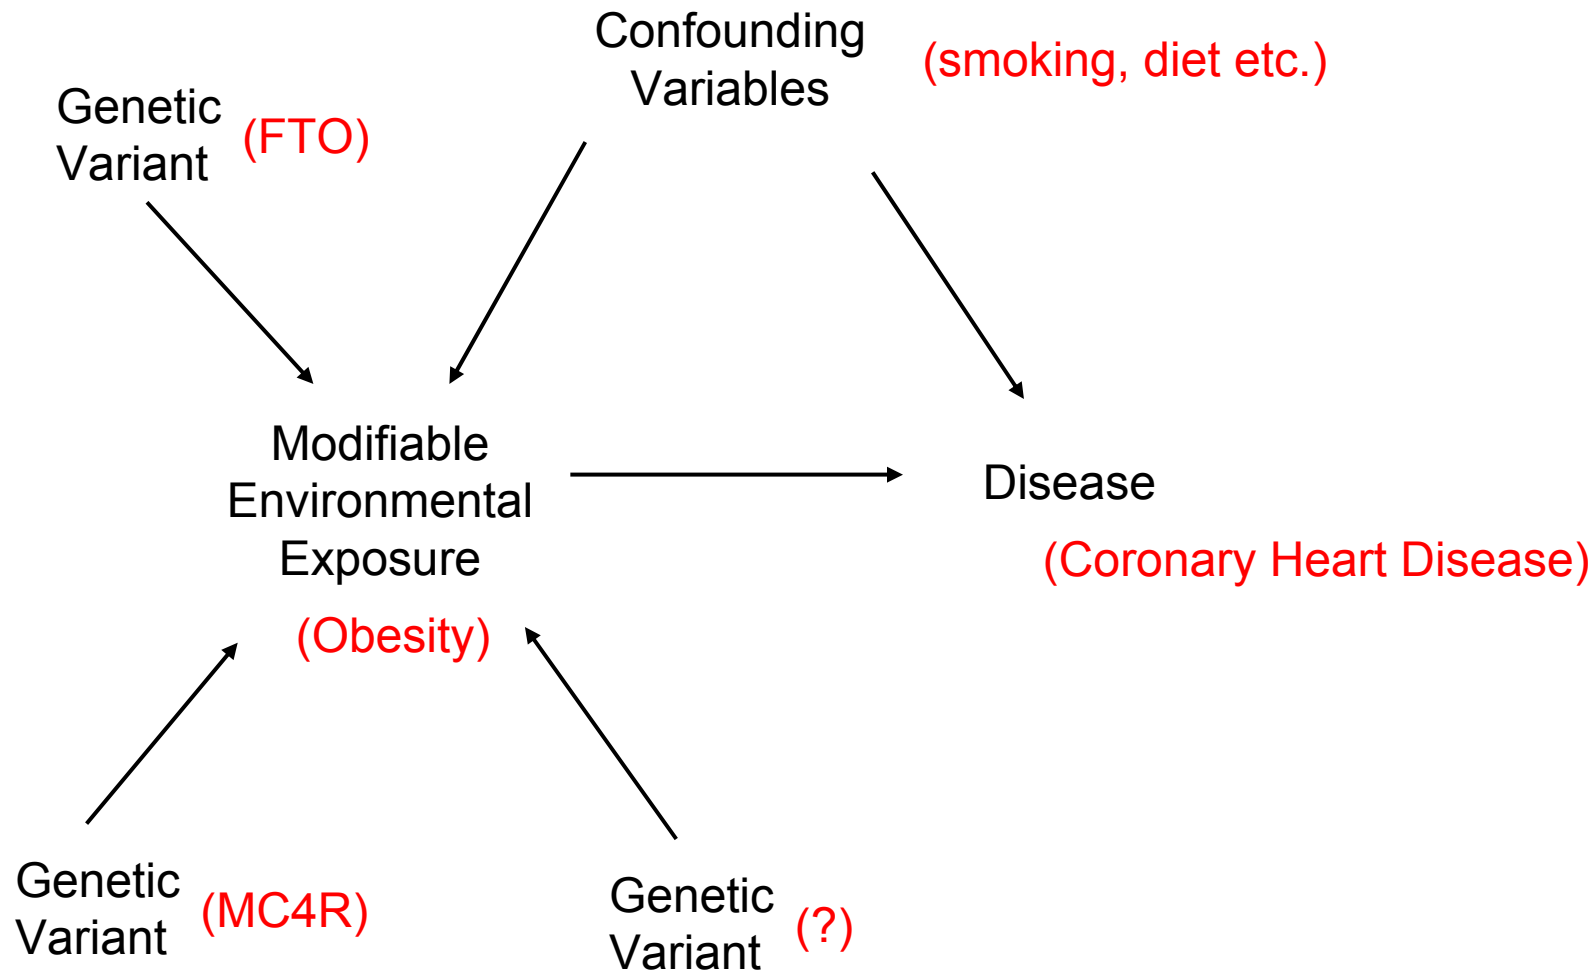 Confounding
Variables
(smoking, diet etc.)
Genetic
Variant
(FTO)
Modifiable
Environmental
Exposure
(Obesity)
Disease
(Coronary Heart Disease)
Genetic
Variant
(MC4R)
Genetic
Variant
(?)